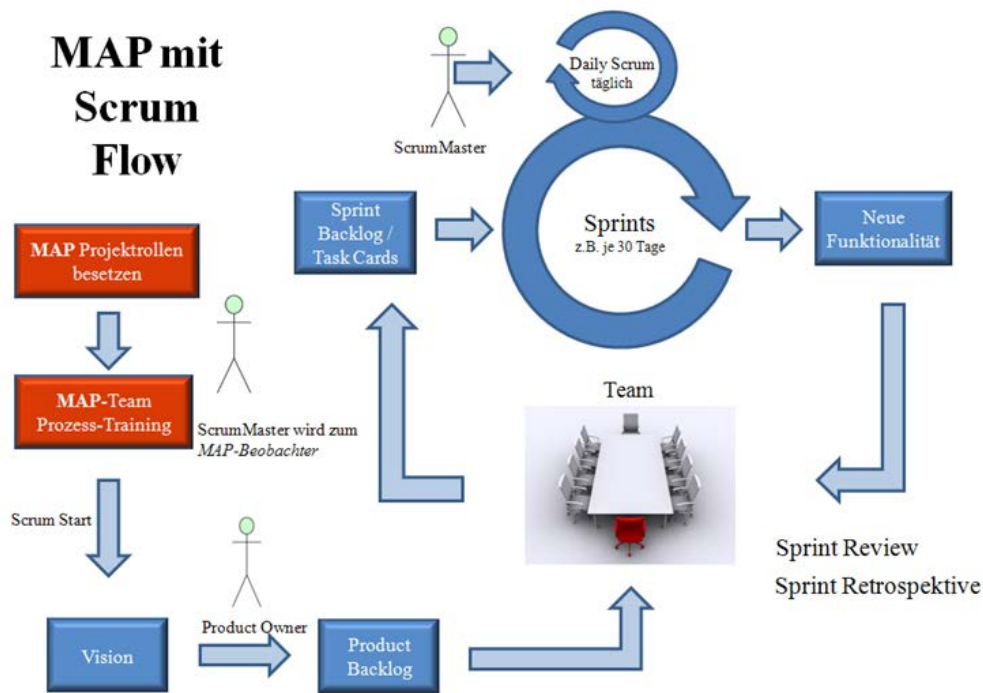 MAP mit
Scrum
Flow
Daily Scrum
täglich
ScrumMaster
Sprint
Backlog /
Task Cards
Sprints
z.B. je 30 Tage
Neue
Funktionalität
MAP Projektrollen
besetzen
MAP-Team
Prozess-Training
ScrumMaster wird zum
MAP-Beobachter
Team
Scrum Start
Sprint Review
Sprint Retrospektive
Product Owner
Vision
Product
Backlog